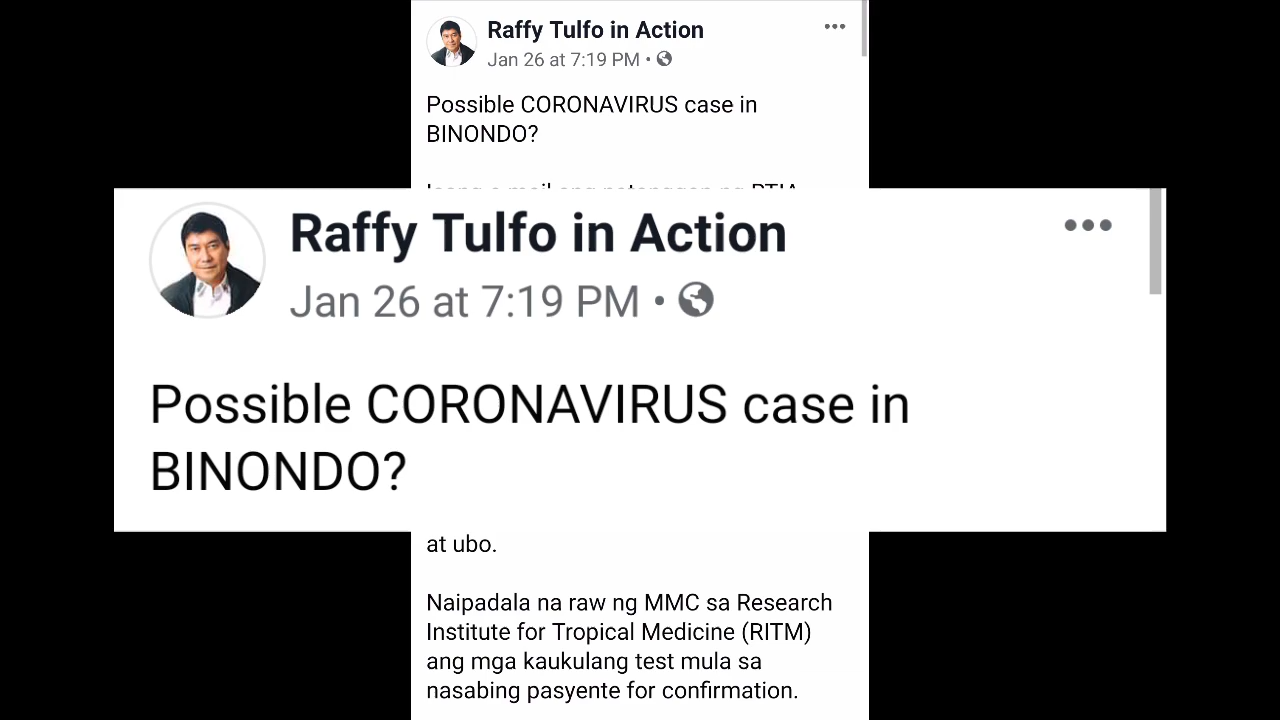 Raffy Tulfo in Action
Jan 26 at 7:19 PM •
Possible CORONAVIRUS case in
BINONDO?
Raffy Tulfo in Action
Jan 26 at 7:19 PM •
Possible CORONAVIRUS case in
BINONDO?
at ubo.
Naipadala na raw ng MMC sa Research
Institute for Tropical Medicine (RITM)
ang mga kaukulang test mula sa
nasabing pasyente for confirmation.